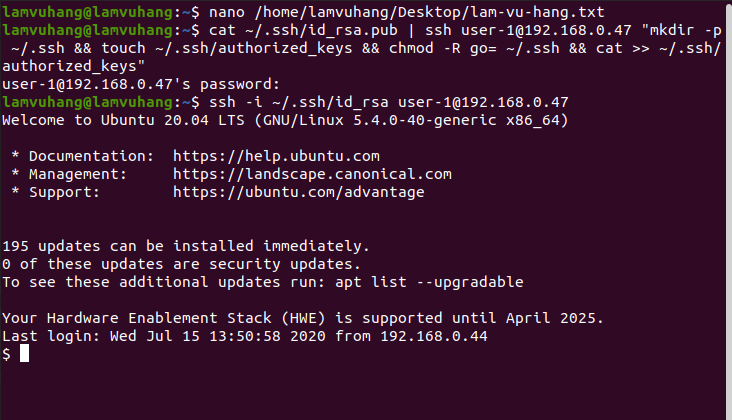 lamvuhang@lamvuhang:~$ nano /home/lamvuhang/Desktop/lam-vu-hang.txt
lamvuhang@lamvuhang:~$ cat ~/.ssh/id_rsa.pub | ssh user-1@192.168.0.47 "mkdir -p
 ~/.ssh && touch ~/.ssh/authorized_keys && chmod -R go= ~/.ssh && cat >> ~/.ssh/
authorized_keys"
user-1@192.168.0.47's password:
lamvuhang@lamvuhang:~$ ssh -i ~/.ssh/id_rsa user-1@192.168.0.47
Welcome to Ubuntu 20.04 LTS (GNU/Linux 5.4.0-40-generic x86_64)

 * Documentation:  https://help.ubuntu.com
 * Management:     https://landscape.canonical.com
 * Support:        https://ubuntu.com/advantage

195 updates can be installed immediately.
0 of these updates are security updates.
To see these additional updates run: apt list --upgradable

Your Hardware Enablement Stack (HWE) is supported until April 2025.
Last login: Wed Jul 15 13:50:58 2020 from 192.168.0.44
$